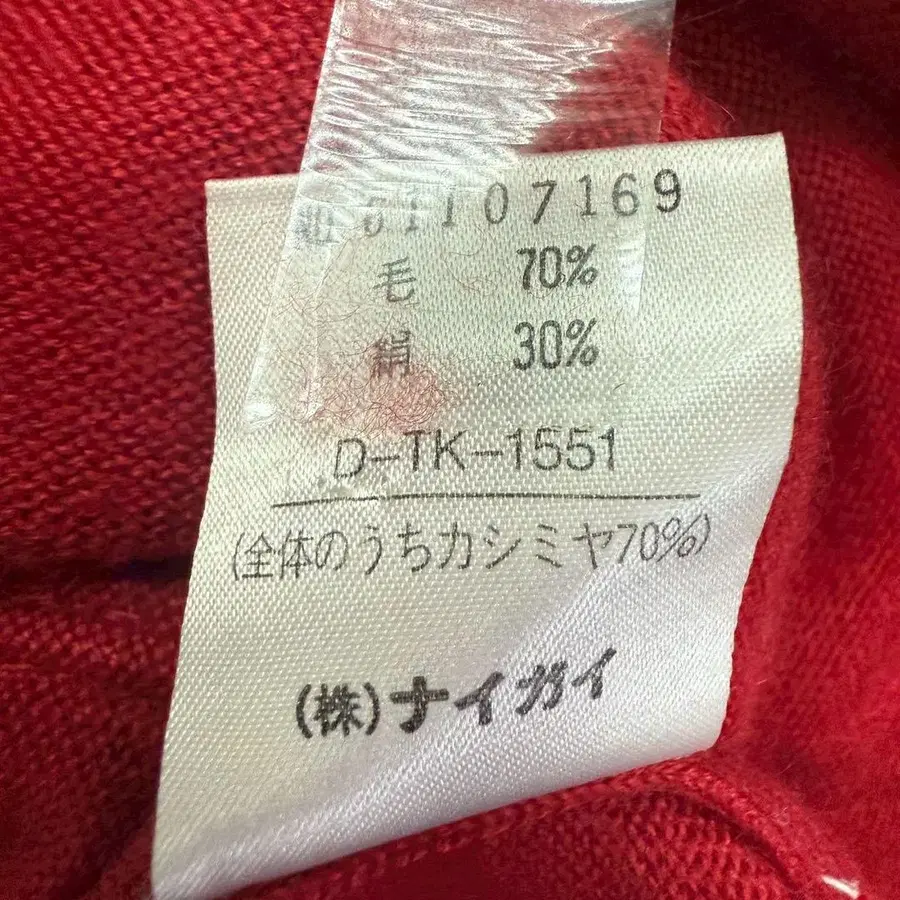 61107169
毛 70%
絹 30%
D-TK-1551
(全体のうちカシミヤ70%)
(株)ナイガイ